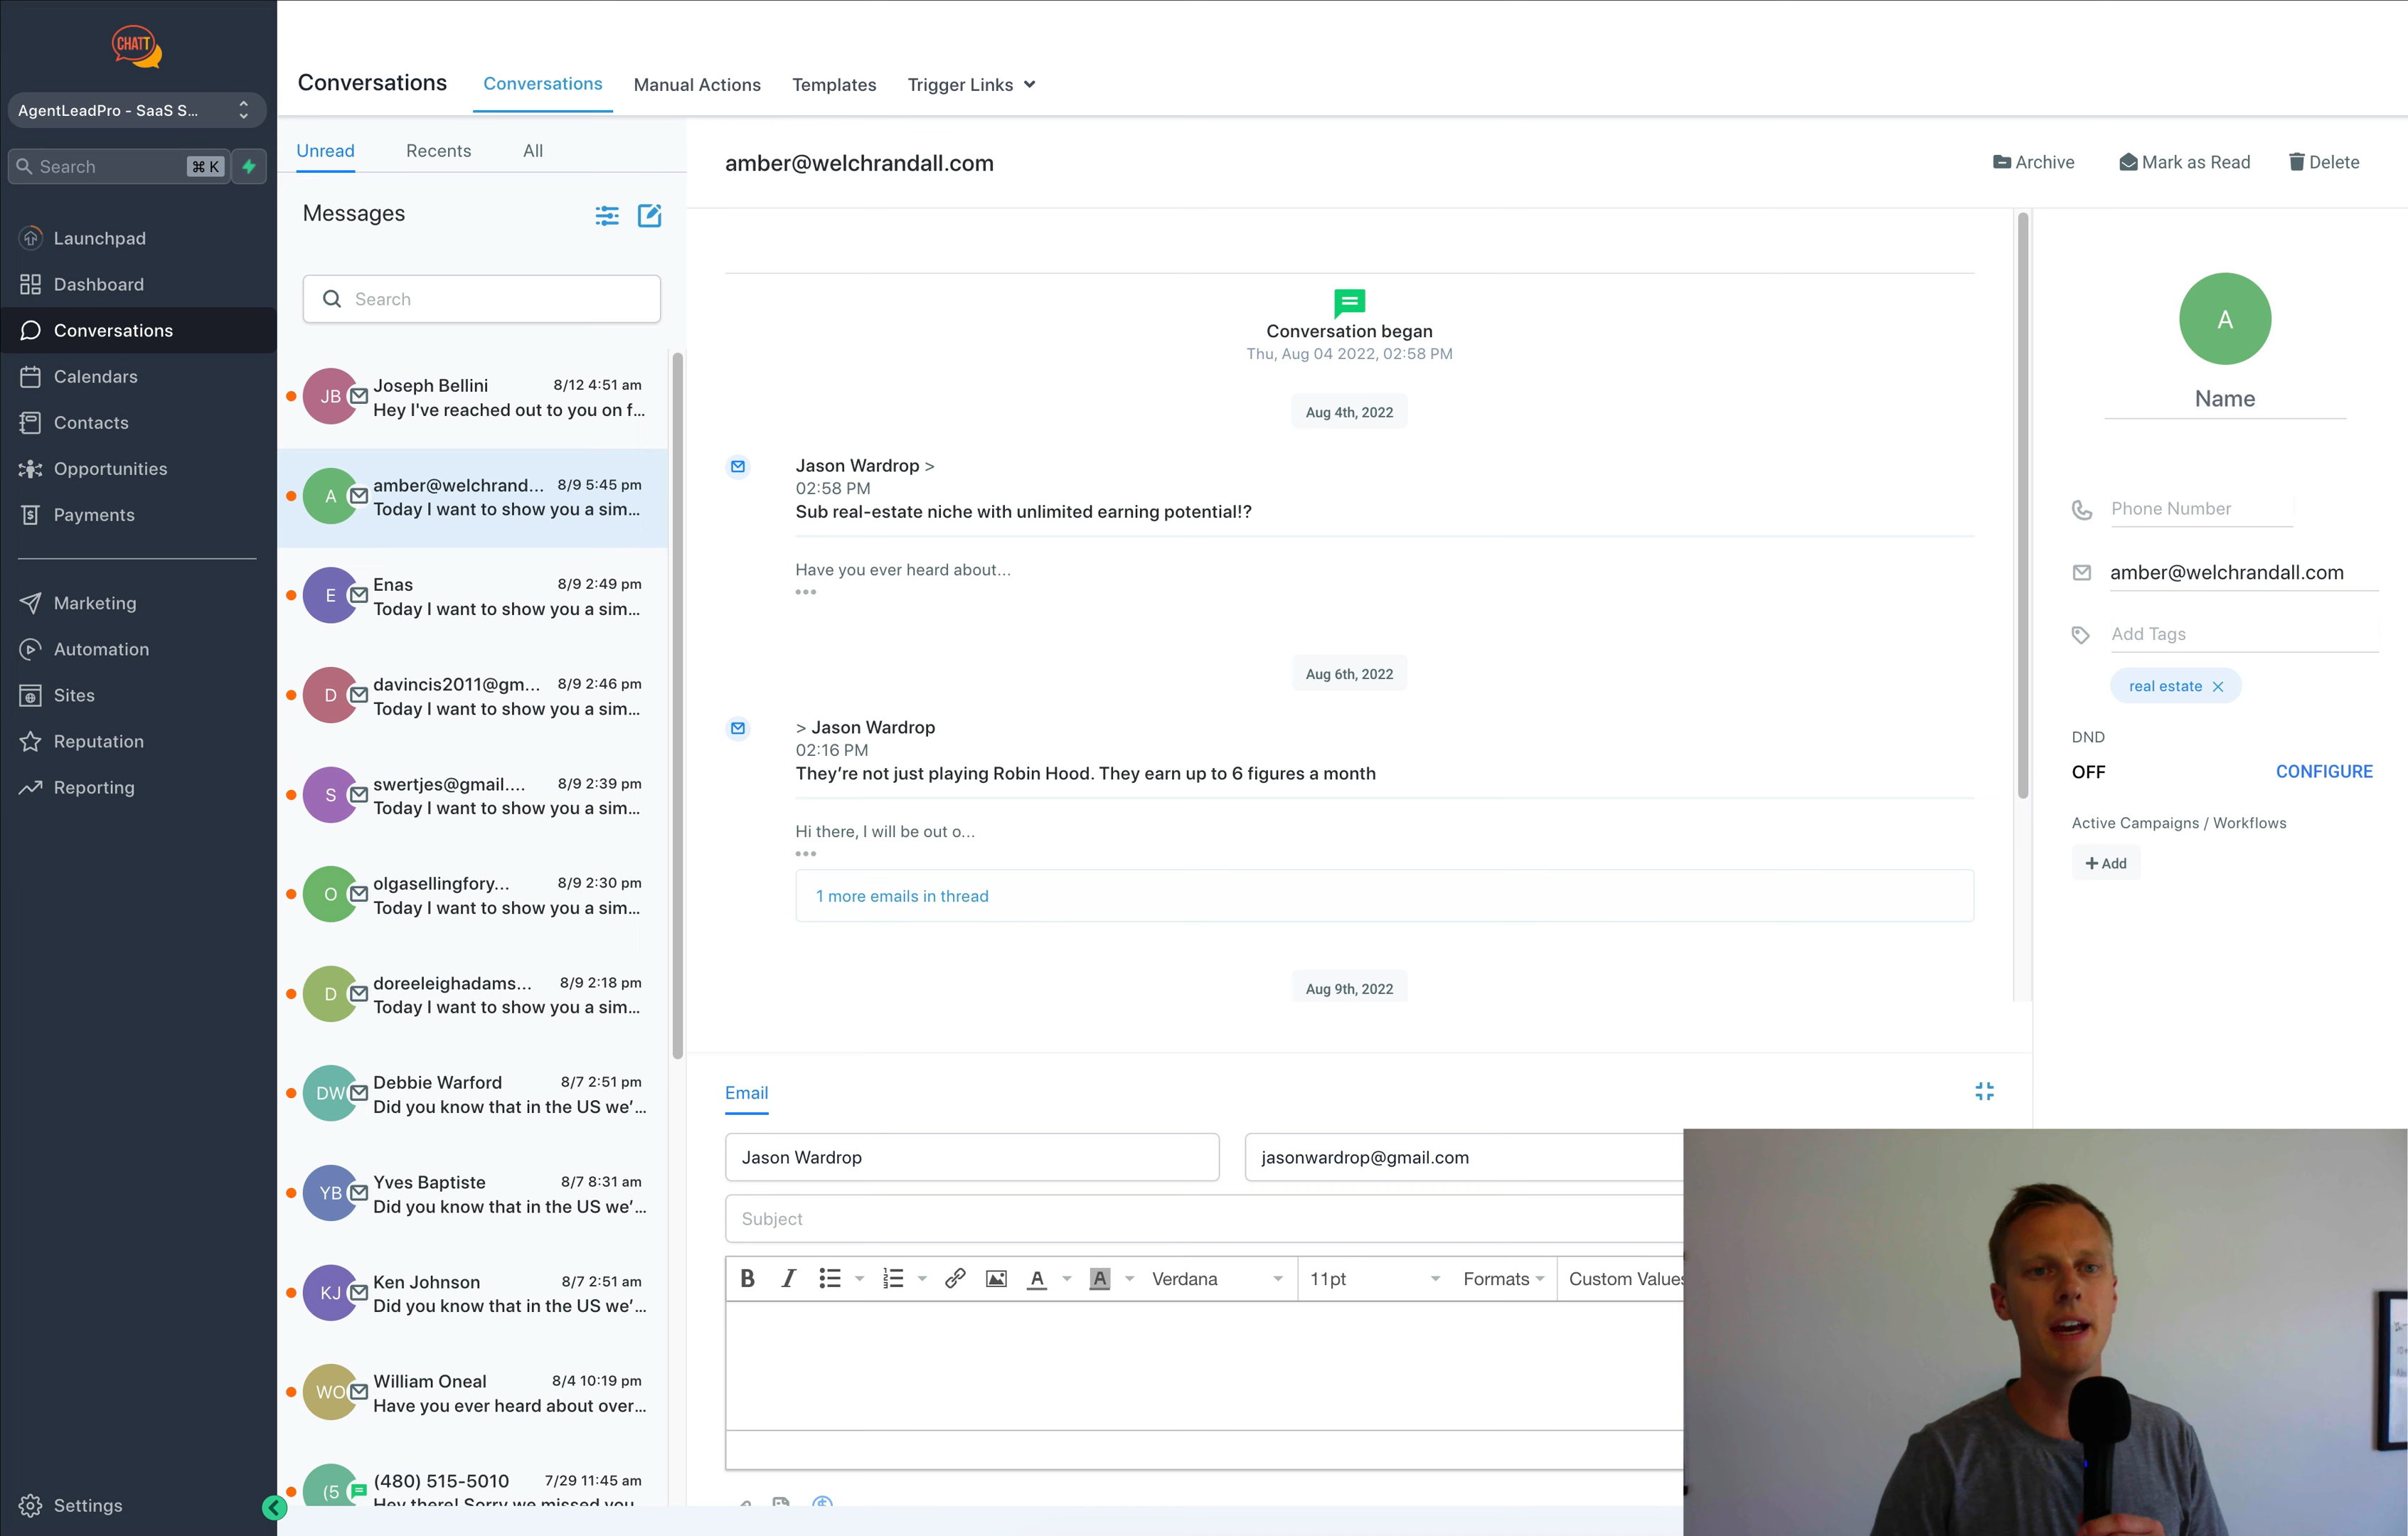 CHATT
AgentLeadPro - SaaS S...
Search
⌘ K
Launchpad
Dashboard
Conversations
Calendars
Contacts
Opportunities
Payments
Marketing
Automation
Sites
Reputation
Reporting
Settings
Conversations
Conversations
Manual Actions
Templates
Trigger Links
Unread
Recents
All
Messages
Search
JB
Joseph Bellini
8/12 4:51 am
Hey I've reached out to you on f...
A
amber@welchrand...
8/9 5:45 pm
Today I want to show you a sim...
E
Enas
8/9 2:49 pm
Today I want to show you a sim...
D
davincis2011@gm...
8/9 2:46 pm
Today I want to show you a sim...
S
swertjes@gmail....
8/9 2:39 pm
Today I want to show you a sim...
O
olgasellingfory...
8/9 2:30 pm
Today I want to show you a sim...
D
doreeleighadams...
8/9 2:18 pm
Today I want to show you a sim...
DW
Debbie Warford
8/7 2:51 pm
Did you know that in the US we’...
YB
Yves Baptiste
8/7 8:31 am
Did you know that in the US we’...
KJ
Ken Johnson
8/7 2:51 am
Did you know that in the US we’...
WO
William Oneal
8/4 10:19 pm
Have you ever heard about over...
(5
(480) 515-5010
7/29 11:45 am
Hey there! Sorry we missed you
amber@welchrandall.com
Archive
Mark as Read
Delete
Conversation began
Thu, Aug 04 2022, 02:58 PM
Aug 4th, 2022
Jason Wardrop >
02:58 PM
Sub real-estate niche with unlimited earning potential!?
Have you ever heard about...
Aug 6th, 2022
> Jason Wardrop
02:16 PM
They’re not just playing Robin Hood. They earn up to 6 figures a month
Hi there, I will be out o...
1 more emails in thread
Aug 9th, 2022
Email
Jason Wardrop
jasonwardrop@gmail.com
Subject
B I
A
A
Verdana
11pt
Formats
Custom Values
A
Name
Phone Number
amber@welchrandall.com
Add Tags
real estate
DND
OFF
CONFIGURE
Active Campaigns / Workflows
+ Add